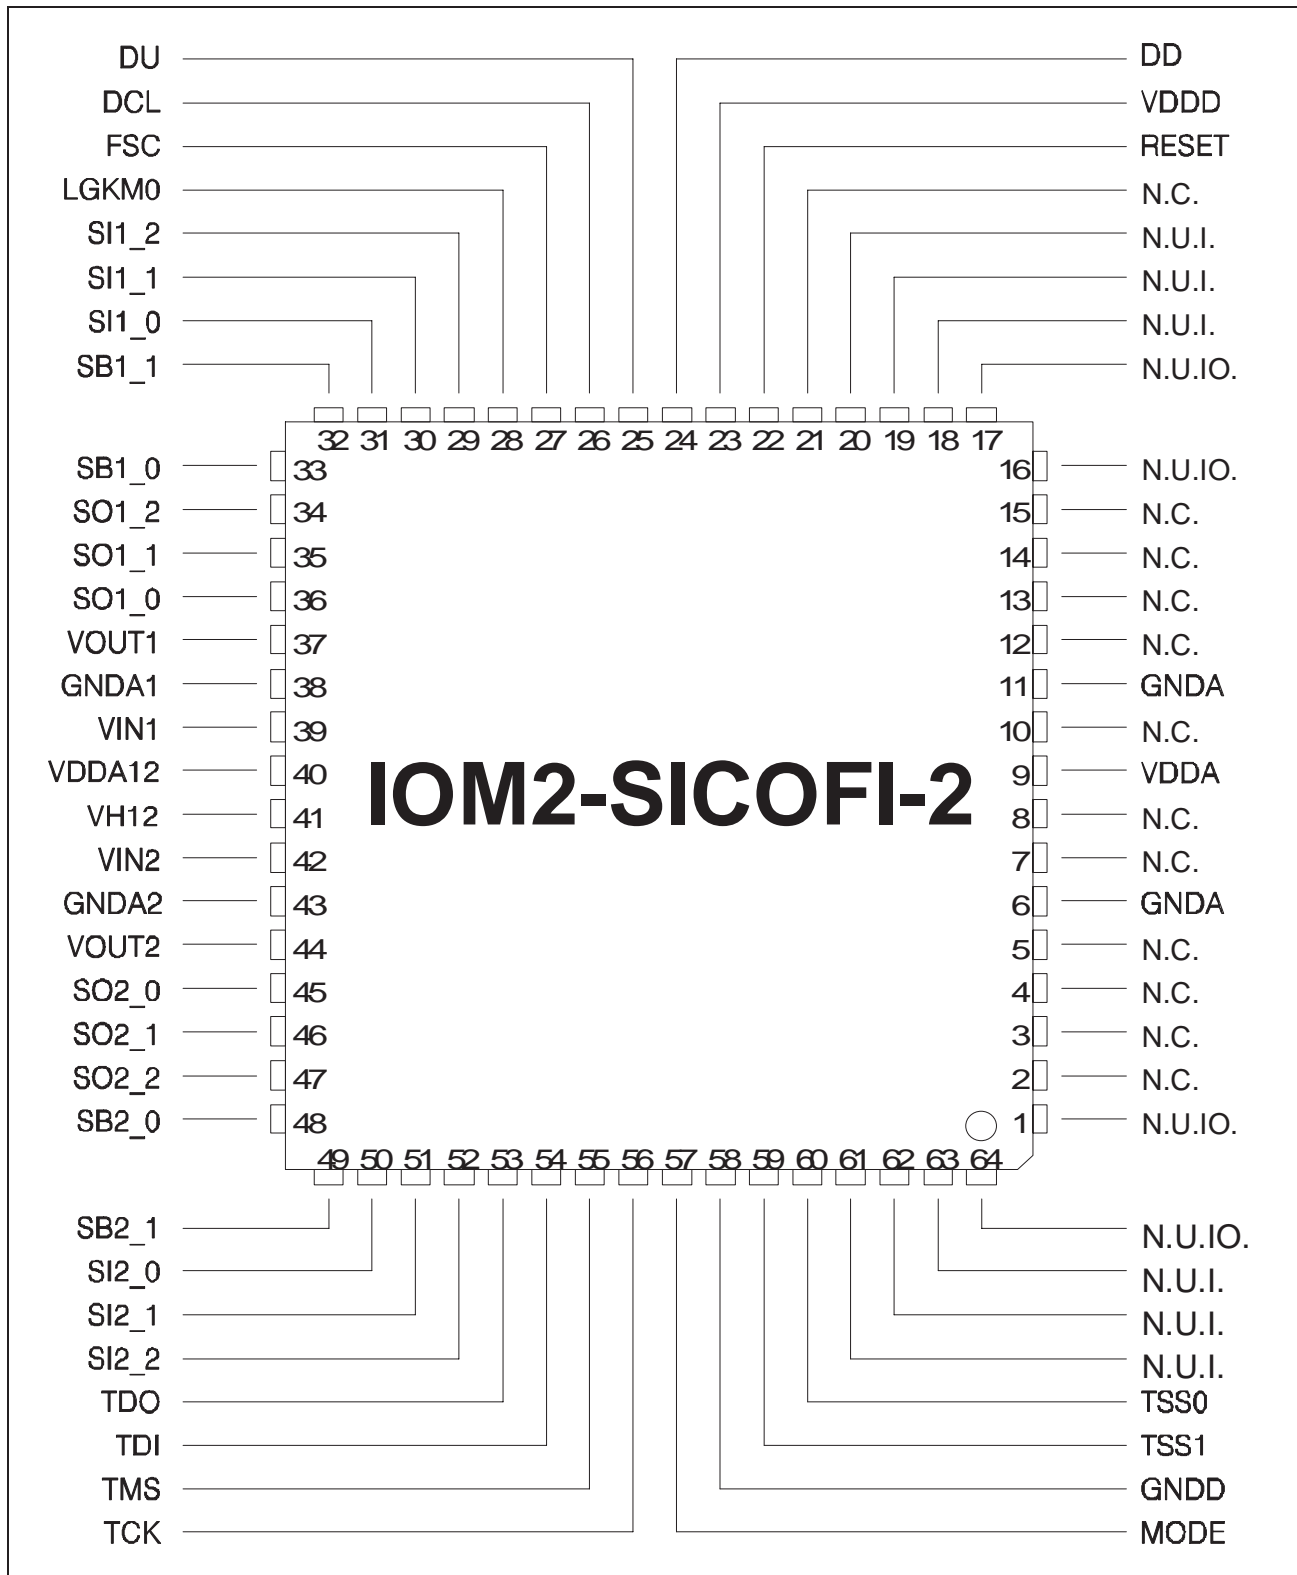 DU
DCL
FSC
LGKM0
SI1_2
SI1_1
SI1_0
SB1_1
DD
VDDD
RESET
N.C.
N.U.I.
N.U.I.
N.U.I.
N.U.IO.
32 31 30 29 28 27 26 25 24 23 22 21 20 19 18 17
SB1_0 33
SO1_2 34
SO1_1 35
SO1_0 36
VOUT1 37
GNDA1 38
VIN1 39
VDDA12 40
VH12 41
VIN2 42
GNDA2 43
VOUT2 44
SO2_0 45
SO2_1 46
SO2_2 47
SB2_0 48
IOM2-SICOFI-2
16 N.U.IO.
15 N.C.
14 N.C.
13 N.C.
12 N.C.
11 GNDA
10 N.C.
9 VDDA
8 N.C.
7 N.C.
6 GNDA
5 N.C.
4 N.C.
3 N.C.
2 N.C.
1 N.U.IO.
49 50 51 52 53 54 55 56 57 58 59 60 61 62 63 64
SB2_1
SI2_0
SI2_1
SI2_2
TDO
TDI
TMS
TCK
N.U.IO.
N.U.I.
N.U.I.
N.U.I.
TSS0
TSS1
GNDD
MODE